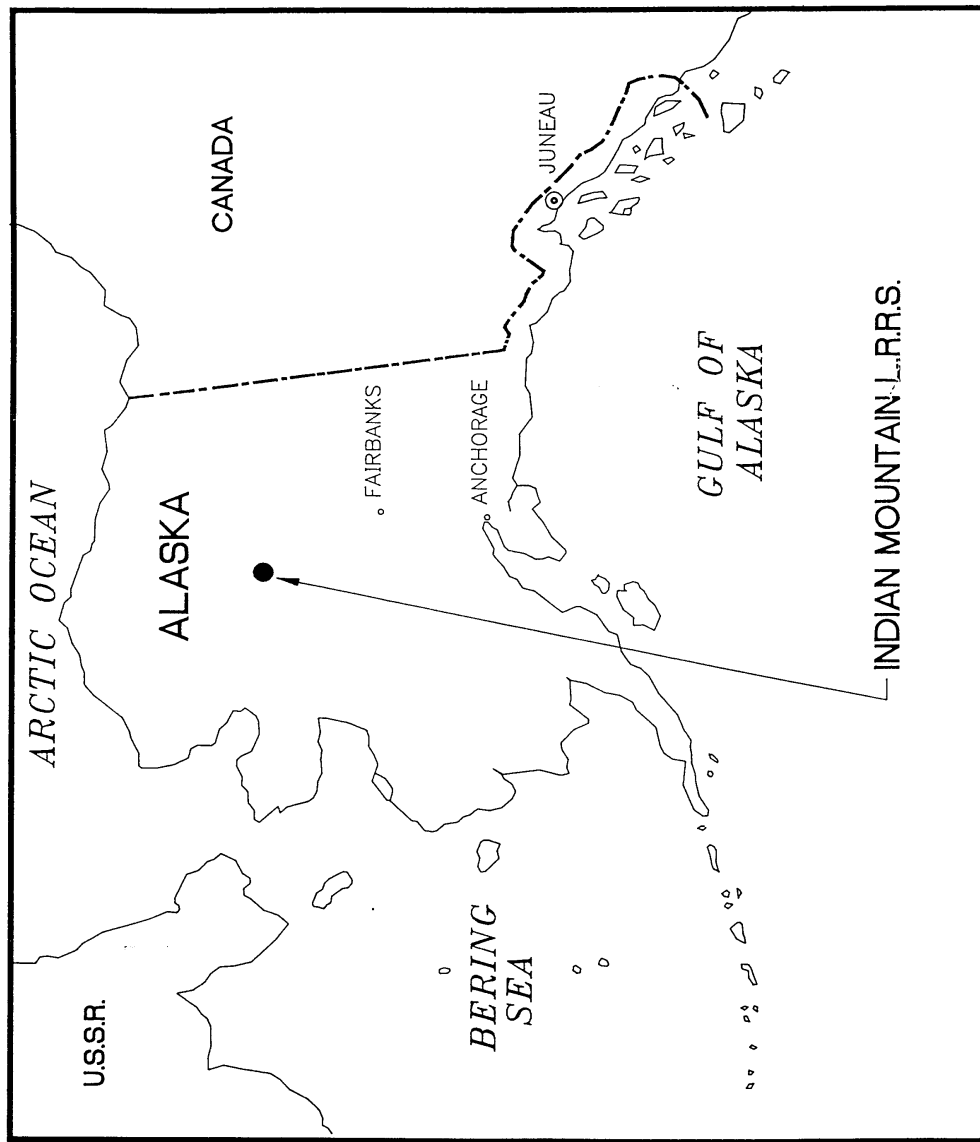 ARCTIC OCEAN
U.S.S.R.
ALASKA
CANADA
FAIRBANKS
ANCHORAGE
JUNEAU
BERING
SEA
GULF OF
ALASKA
INDIAN MOUNTAIN L.R.R.S.